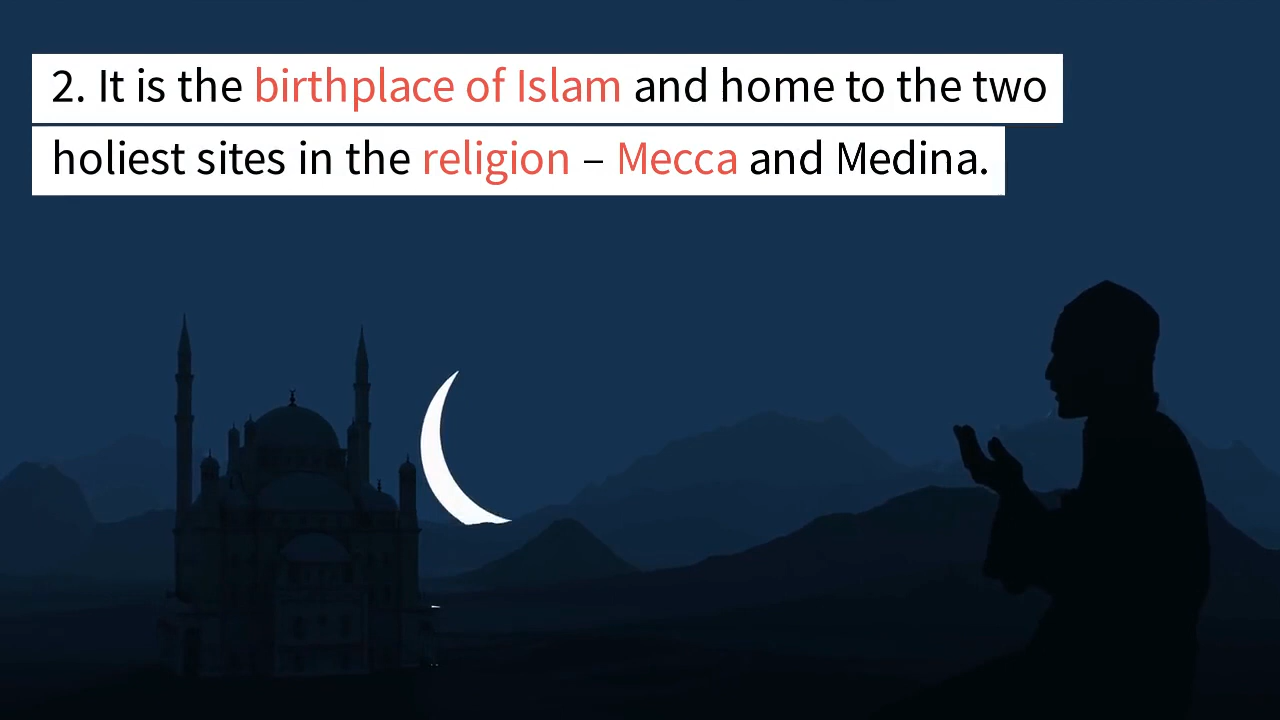 2. It is the birthplace of Islam and home to the two
holiest sites in the religion – Mecca and Medina.